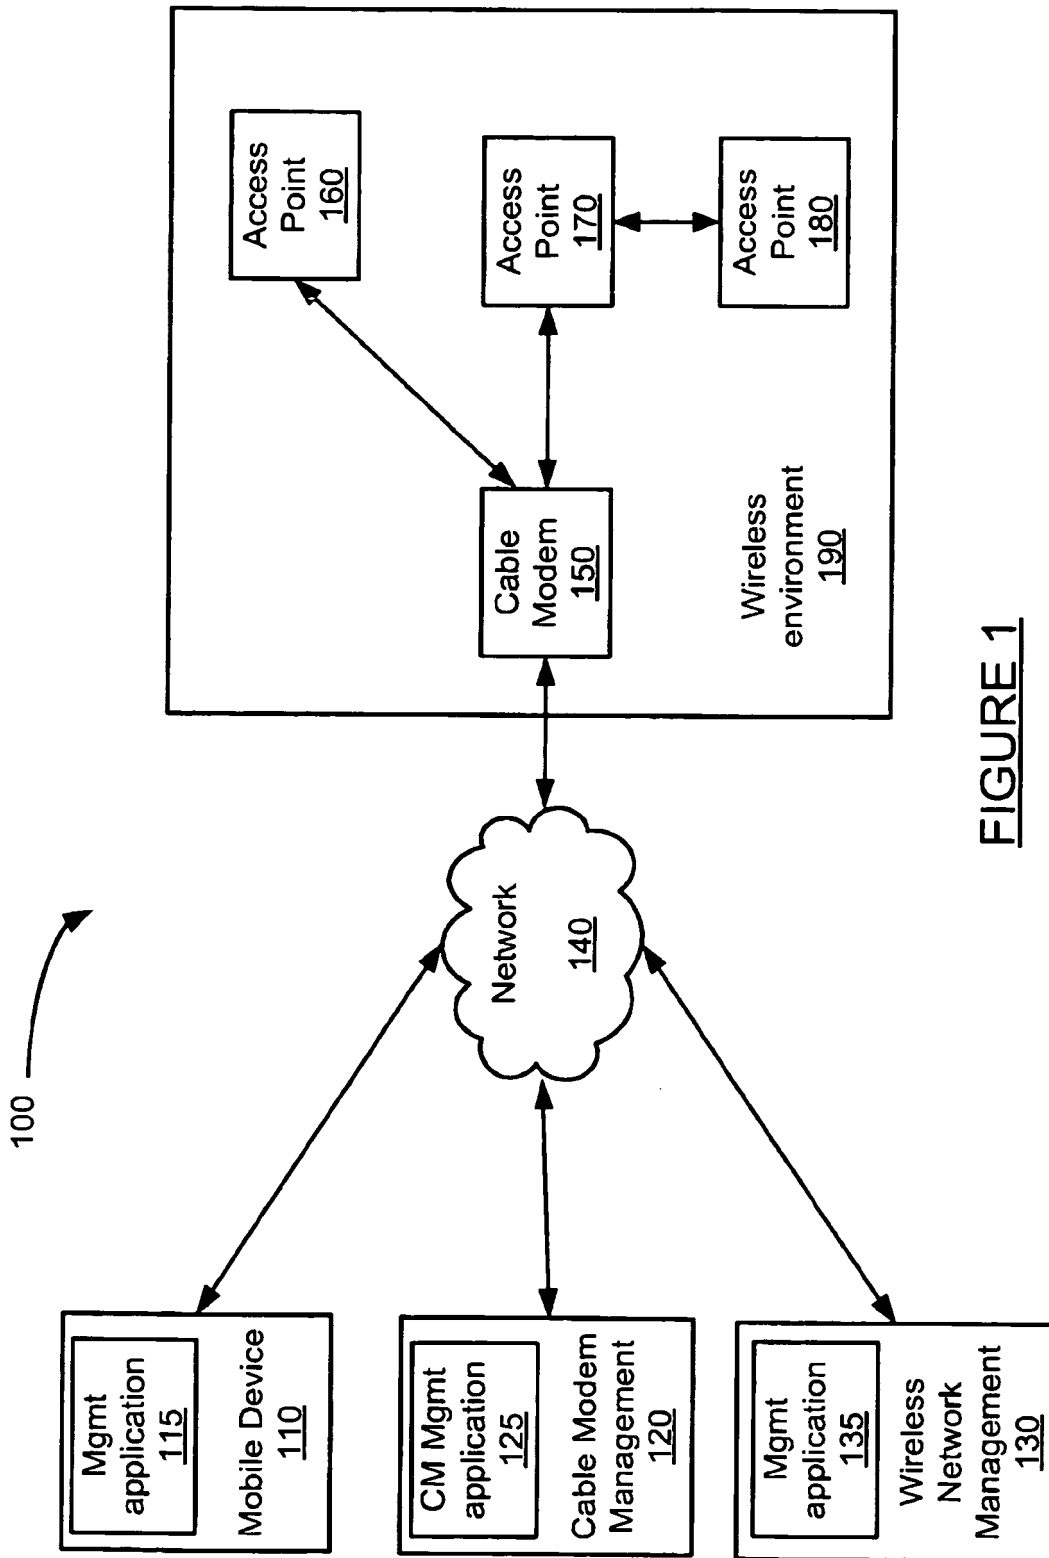 100
Mgmt
application
115
Mobile Device
110
CM Mgmt
application
125
Cable Modem
Management
120
Mgmt
application
135
Wireless
Network
Management
130
Network
140
Cable
Modem
150
Access
Point
160
Access
Point
170
Access
Point
180
Wireless
environment
190
FIGURE 1